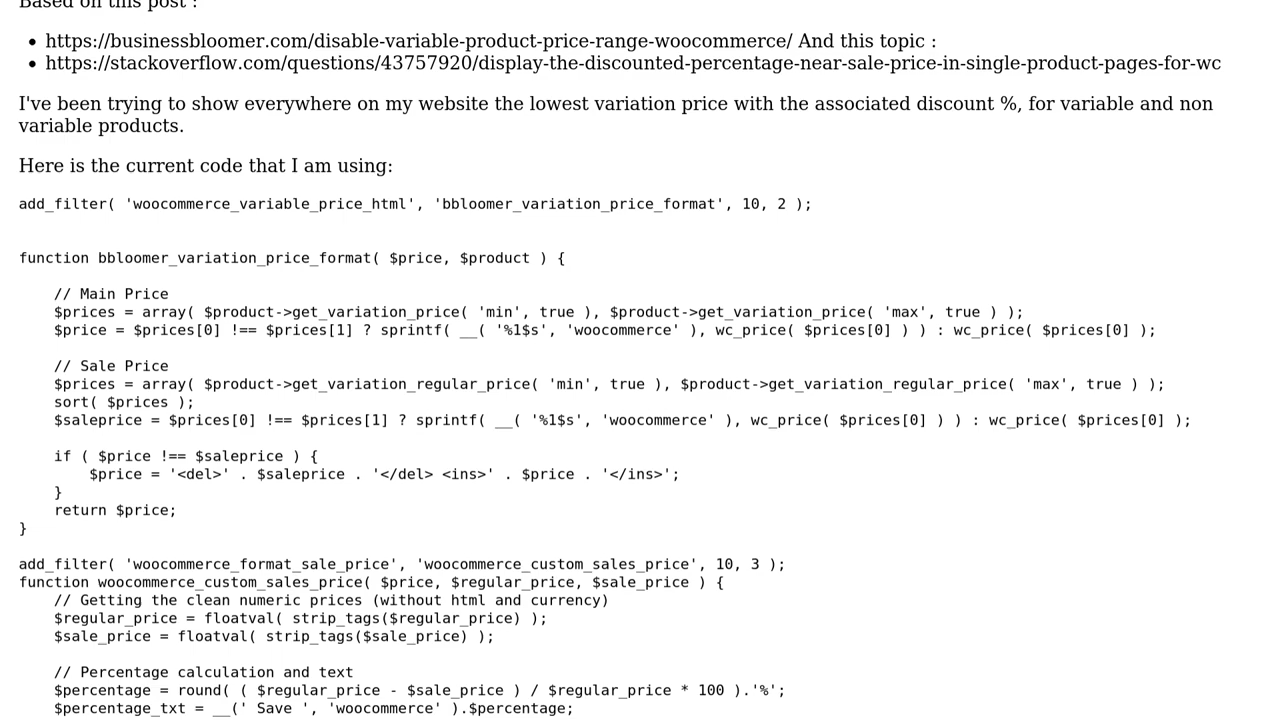 Based on this post :
• https://businessbloomer.com/disable-variable-product-price-range-woocommerce/ And this topic :
• https://stackoverflow.com/questions/43757920/display-the-discounted-percentage-near-sale-price-in-single-product-pages-for-wc
I've been trying to show everywhere on my website the lowest variation price with the associated discount %, for variable and non
variable products.
Here is the current code that I am using:
add_filter( 'woocommerce_variable_price_html', 'bbloomer_variation_price_format', 10, 2 );
function bbloomer_variation_price_format( $price, $product ) {
    // Main Price
    $prices = array( $product->get_variation_price( 'min', true ), $product->get_variation_price( 'max', true ) );
    $price = $prices[0] !== $prices[1] ? sprintf( __( '%1$s', 'woocommerce' ), wc_price( $prices[0] ) ) : wc_price( $prices[0] );
    // Sale Price
    $prices = array( $product->get_variation_regular_price( 'min', true ), $product->get_variation_regular_price( 'max', true ) );
    sort( $prices );
    $saleprice = $prices[0] !== $prices[1] ? sprintf( __( '%1$s', 'woocommerce' ), wc_price( $prices[0] ) ) : wc_price( $prices[0] );
    if ( $price !== $saleprice ) {
        $price = '<del>' . $saleprice . '</del> <ins>' . $price . '</ins>';
    }
    return $price;
}
add_filter( 'woocommerce_format_sale_price', 'woocommerce_custom_sales_price', 10, 3 );
function woocommerce_custom_sales_price( $price, $regular_price, $sale_price ) {
    // Getting the clean numeric prices (without html and currency)
    $regular_price = floatval( strip_tags($regular_price) );
    $sale_price = floatval( strip_tags($sale_price) );
    // Percentage calculation and text
    $percentage = round( ( $regular_price - $sale_price ) / $regular_price * 100 ).'%';
    $percentage_txt = __(' Save ', 'woocommerce' ).$percentage;